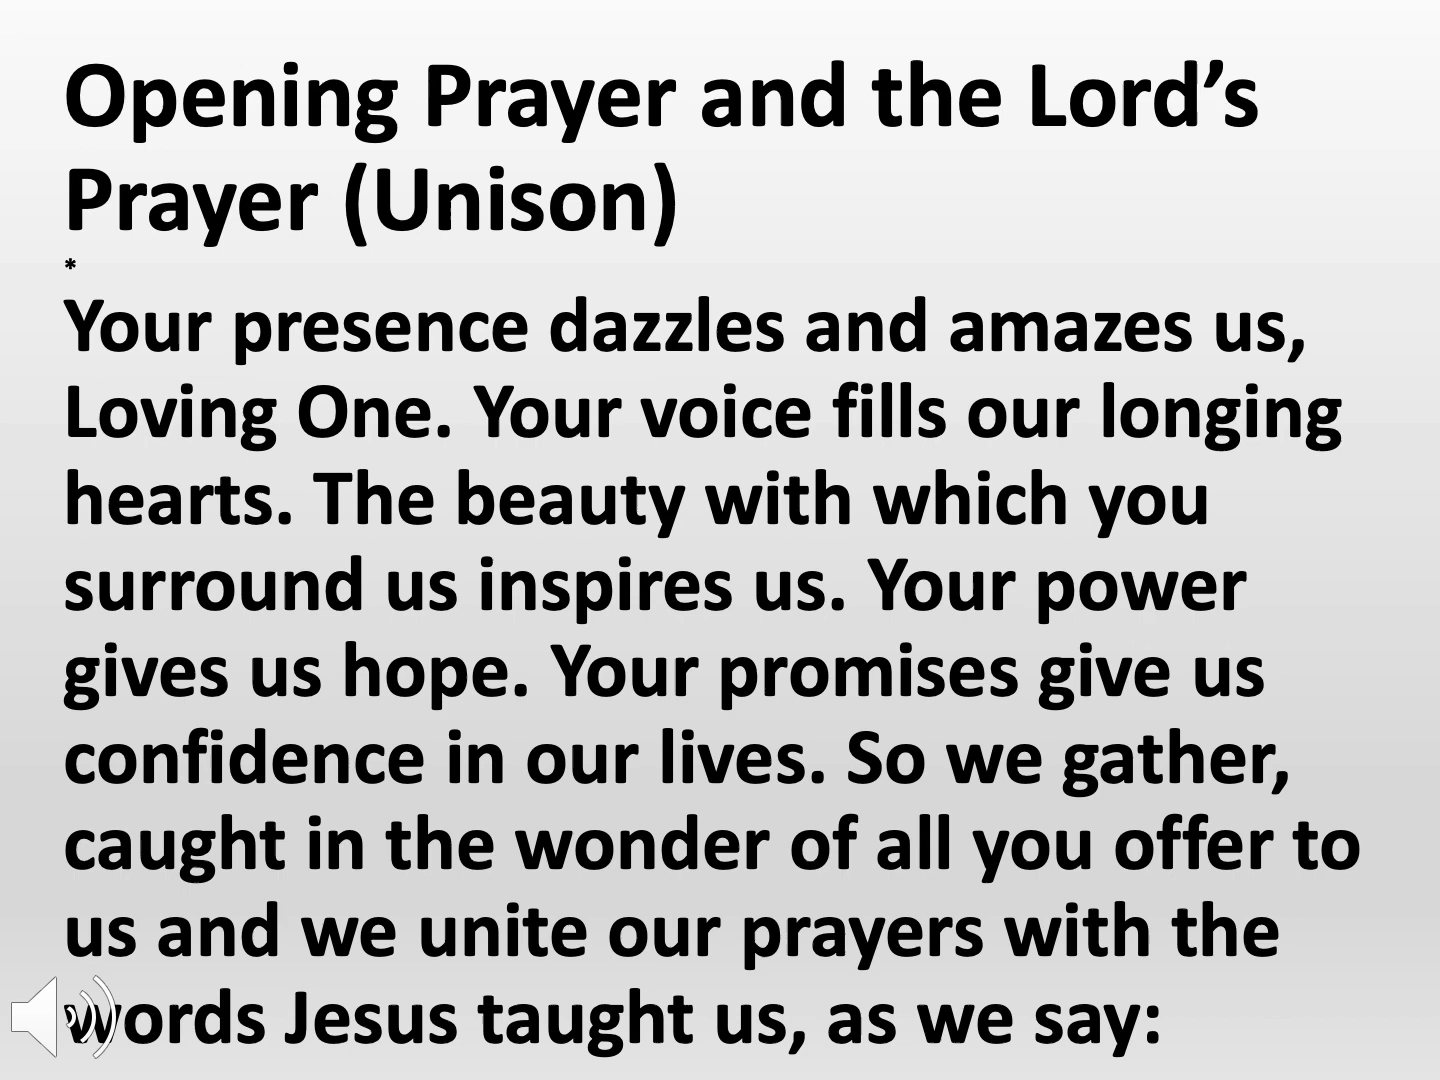 Opening Prayer and the Lord’s
Prayer (Unison)
*
Your presence dazzles and amazes us,
Loving One. Your voice fills our longing
hearts. The beauty with which you
surround us inspires us. Your power
gives us hope. Your promises give us
confidence in our lives. So we gather,
caught in the wonder of all you offer to
us and we unite our prayers with the
words Jesus taught us, as we say: